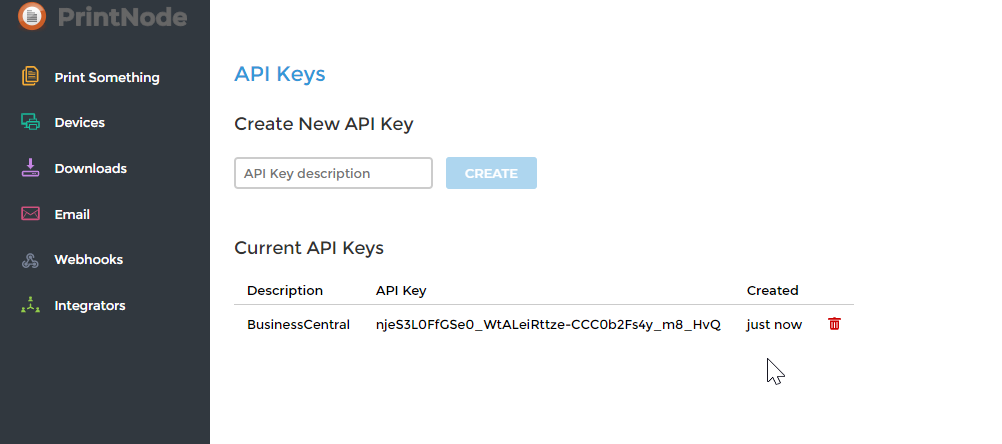 PrintNode
Print Something
Devices
Downloads
Email
Webhooks
Integrators
API Keys
Create New API Key
API Key description
CREATE
Current API Keys
Description API Key Created
BusinessCentral njeS3L0FfGSe0_WtALeiRttze-CCC0b2Fs4y_m8_HvQ just now